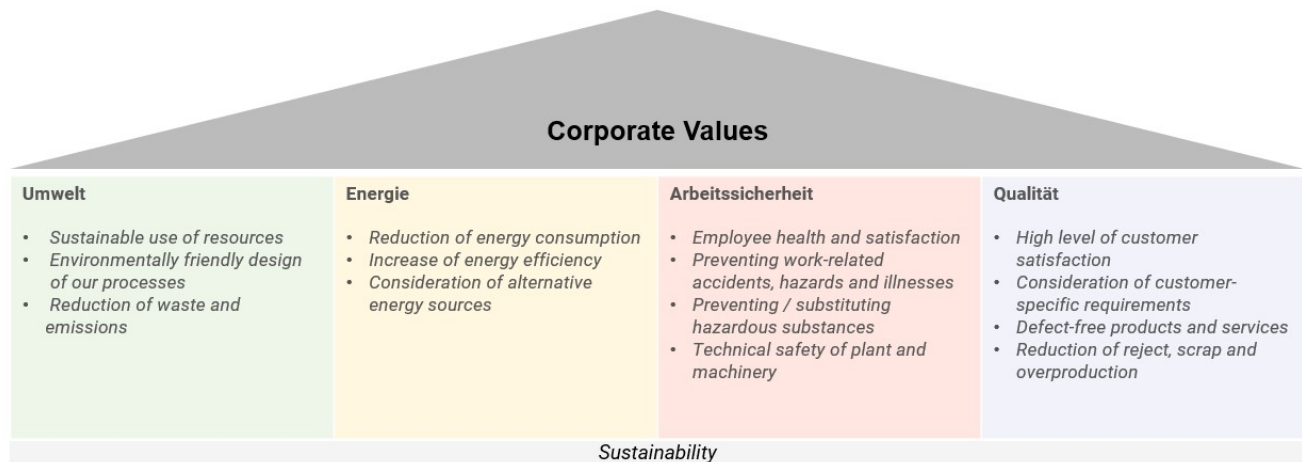 Corporate Values
Umwelt
• Sustainable use of resources
• Environmentally friendly design
of our processes
• Reduction of waste and
emissions
Energie
• Reduction of energy consumption
• Increase of energy efficiency
• Consideration of alternative
energy sources
Arbeitssicherheit
• Employee health and satisfaction
• Preventing work-related
accidents, hazards and illnesses
• Preventing / substituting
hazardous substances
• Technical safety of plant and
machinery
Qualität
• High level of customer
satisfaction
• Consideration of customer-
specific requirements
• Defect-free products and services
• Reduction of reject, scrap and
overproduction
Sustainability